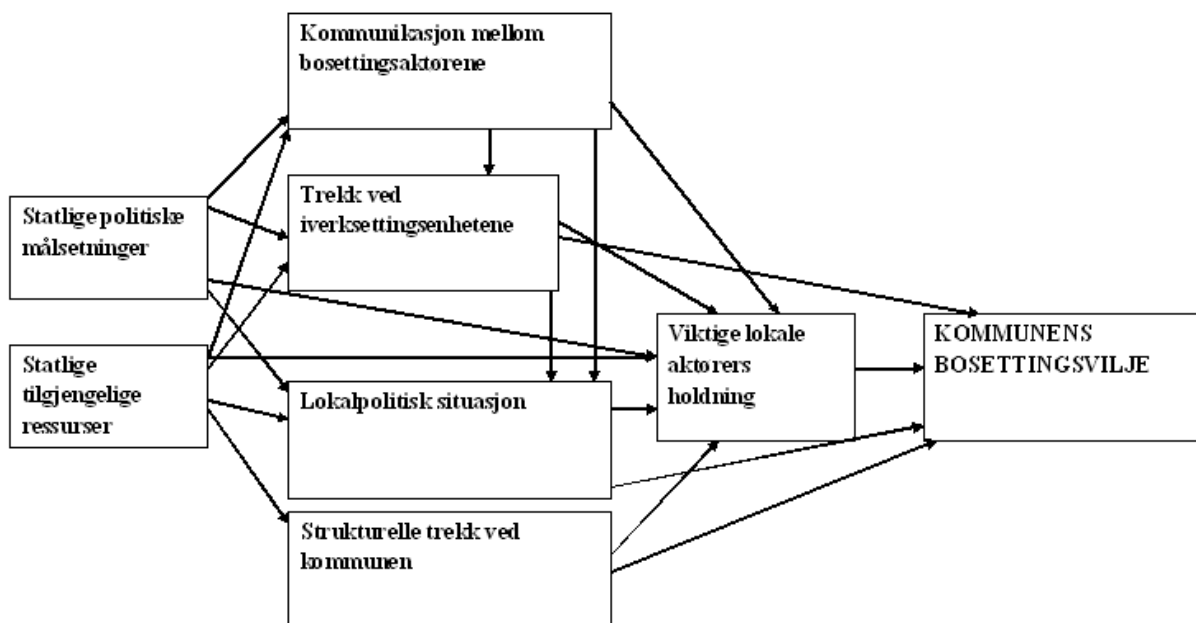 Kommunikasjon mellom
bosettingsaktørene
Trekk ved
iverksettingsenhetene
Statlige politiske
målsetninger
Statlige
tilgjengelige
ressurser
Lokalpolitisk situasjon
Strukturelle trekk ved
kommunen
Viktige lokale
aktørers
holdning
KOMMUNENS
BOSETTINGSVILJE